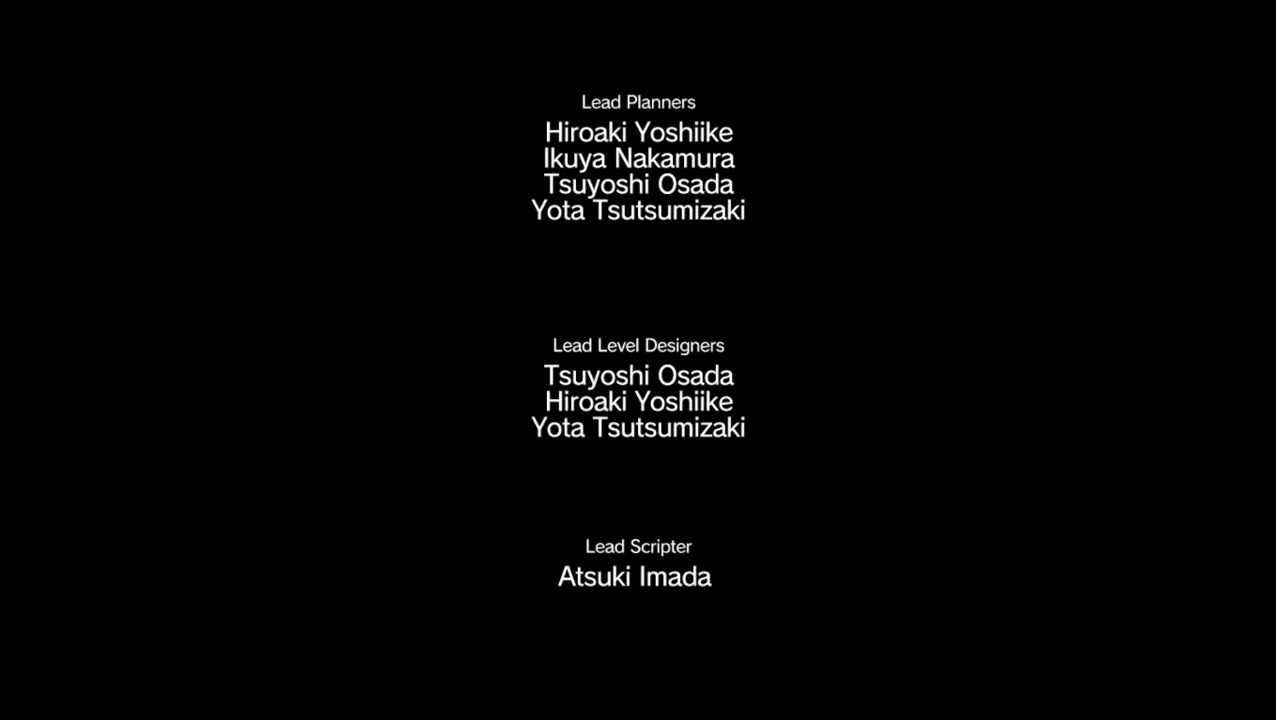 Lead Planners
Hiroaki Yoshiike
Ikuya Nakamura
Tsuyoshi Osada
Yota Tsutsumizaki
Lead Level Designers
Tsuyoshi Osada
Hiroaki Yoshiike
Yota Tsutsumizaki
Lead Scripter
Atsuki Imada